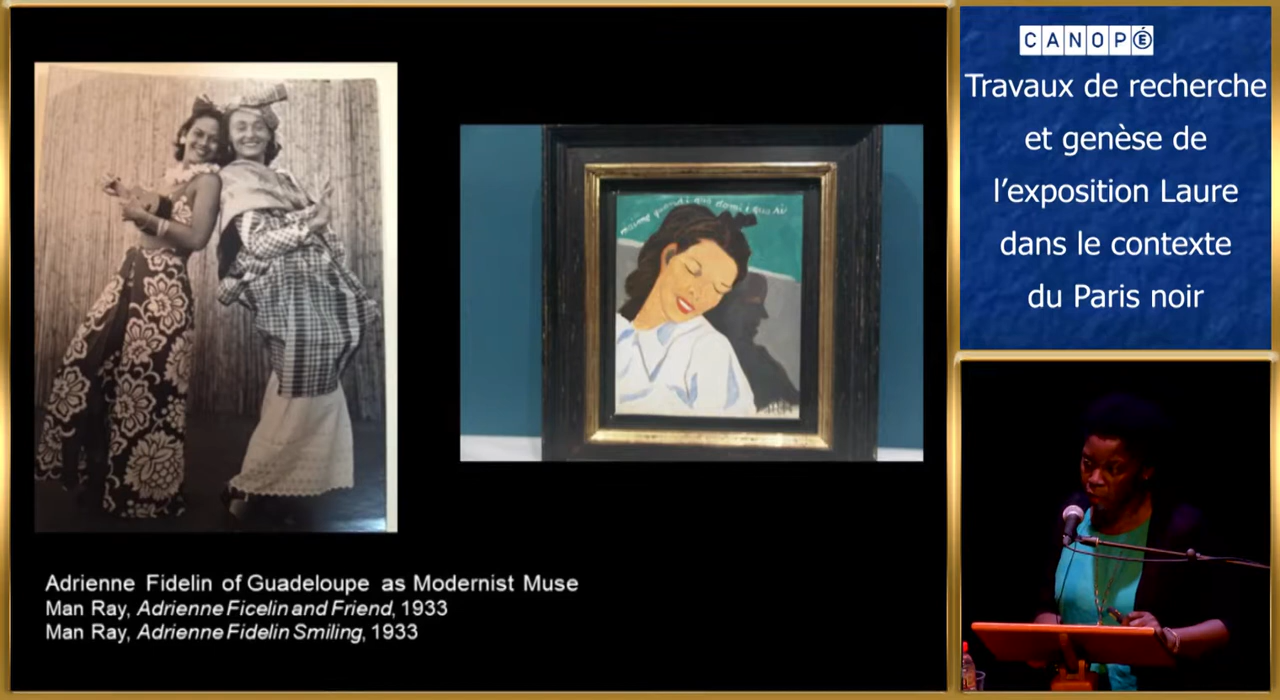 CANOPÉ
Travaux de recherche
et genèse de
l’exposition Laure
dans le contexte
du Paris noir
Adrienne Fidelin of Guadeloupe as Modernist Muse
Man Ray, Adrienne Ficelin and Friend, 1933
Man Ray, Adrienne Fidelin Smiling, 1933